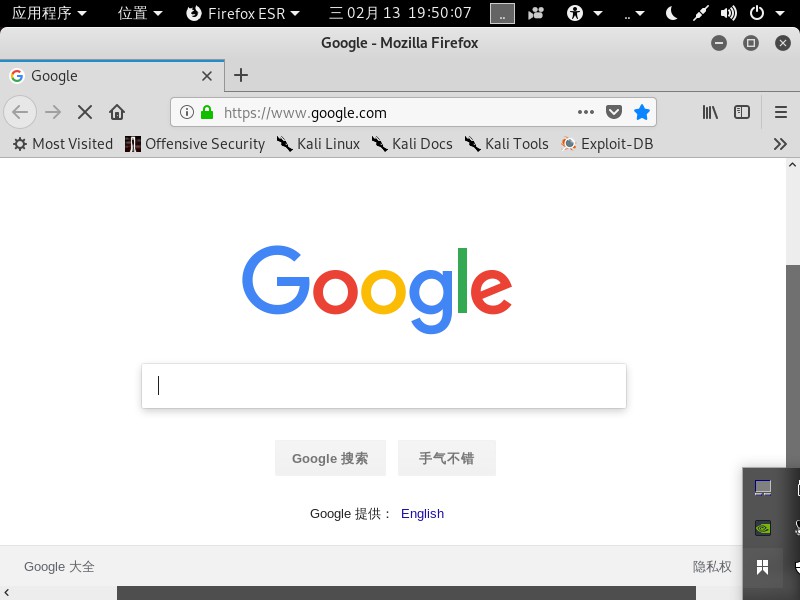 应用程序 位置 Firefox ESR 三 02月 13 19:50:07 .. ..
Google - Mozilla Firefox
Google
https://www.google.com
Most Visited Offensive Security Kali Linux Kali Docs Kali Tools Exploit-DB
Google
Google 搜索 手气不错
Google 提供： English
Google 大全 隐私权